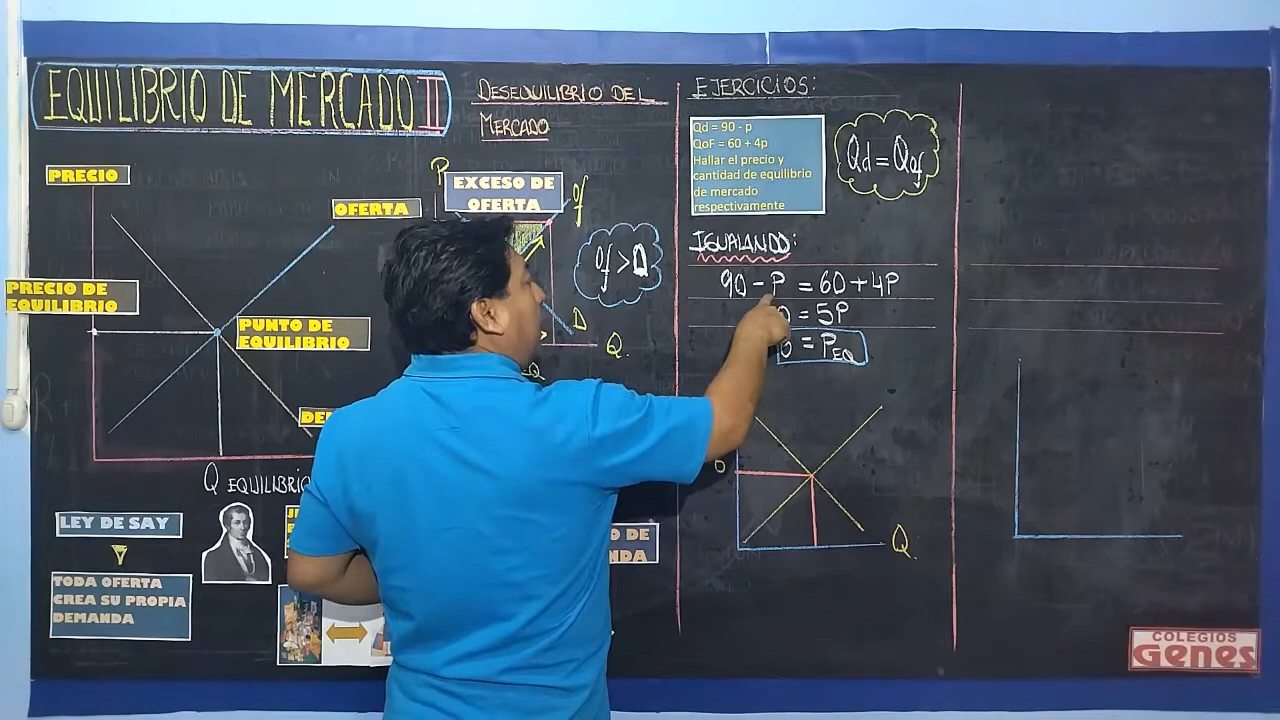 EQUILIBRIO DE MERCADO II
PRECIO
OFERTA
PRECIO DE
EQUILIBRIO
PUNTO DE
EQUILIBRIO
Q EQUILIBRIO
LEY DE SAY
TODA OFERTA
CREA SU PROPIA
DEMANDA
DESEQUILIBRIO DEL
MERCADO
P
EXCESO DE
OFERTA
Of
Of > D
D
Q
EJERCICIOS:
Qd = 90 - p
QoF = 60 + 4p
Hallar el precio y
cantidad de equilibrio
de mercado
respectivamente
Qd = Qof
IGUALANDO:
90 - P = 60 + 4P
= 5P
= PEQ
Q
COLEGIOS
GENES